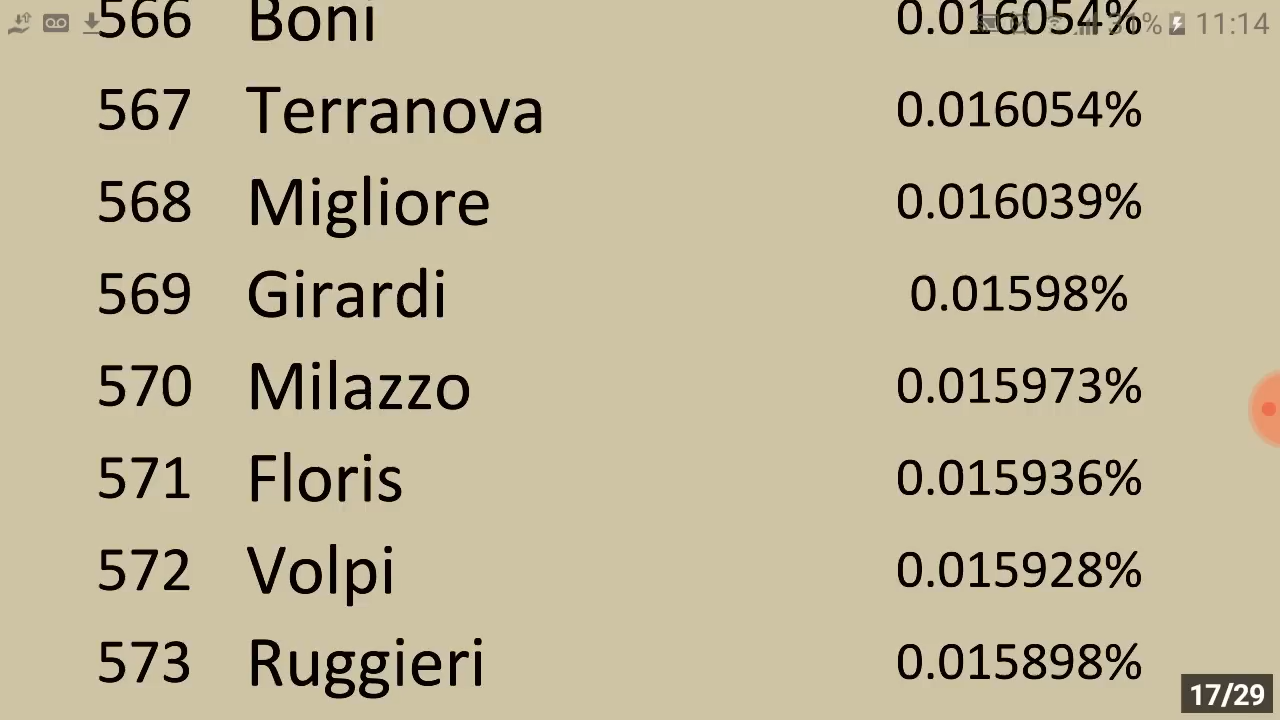 566 Boni 0.016054%
31% 11:14
567 Terranova 0.016054%
568 Migliore 0.016039%
569 Girardi 0.01598%
570 Milazzo 0.015973%
571 Floris 0.015936%
572 Volpi 0.015928%
573 Ruggieri 0.015898%
17/29